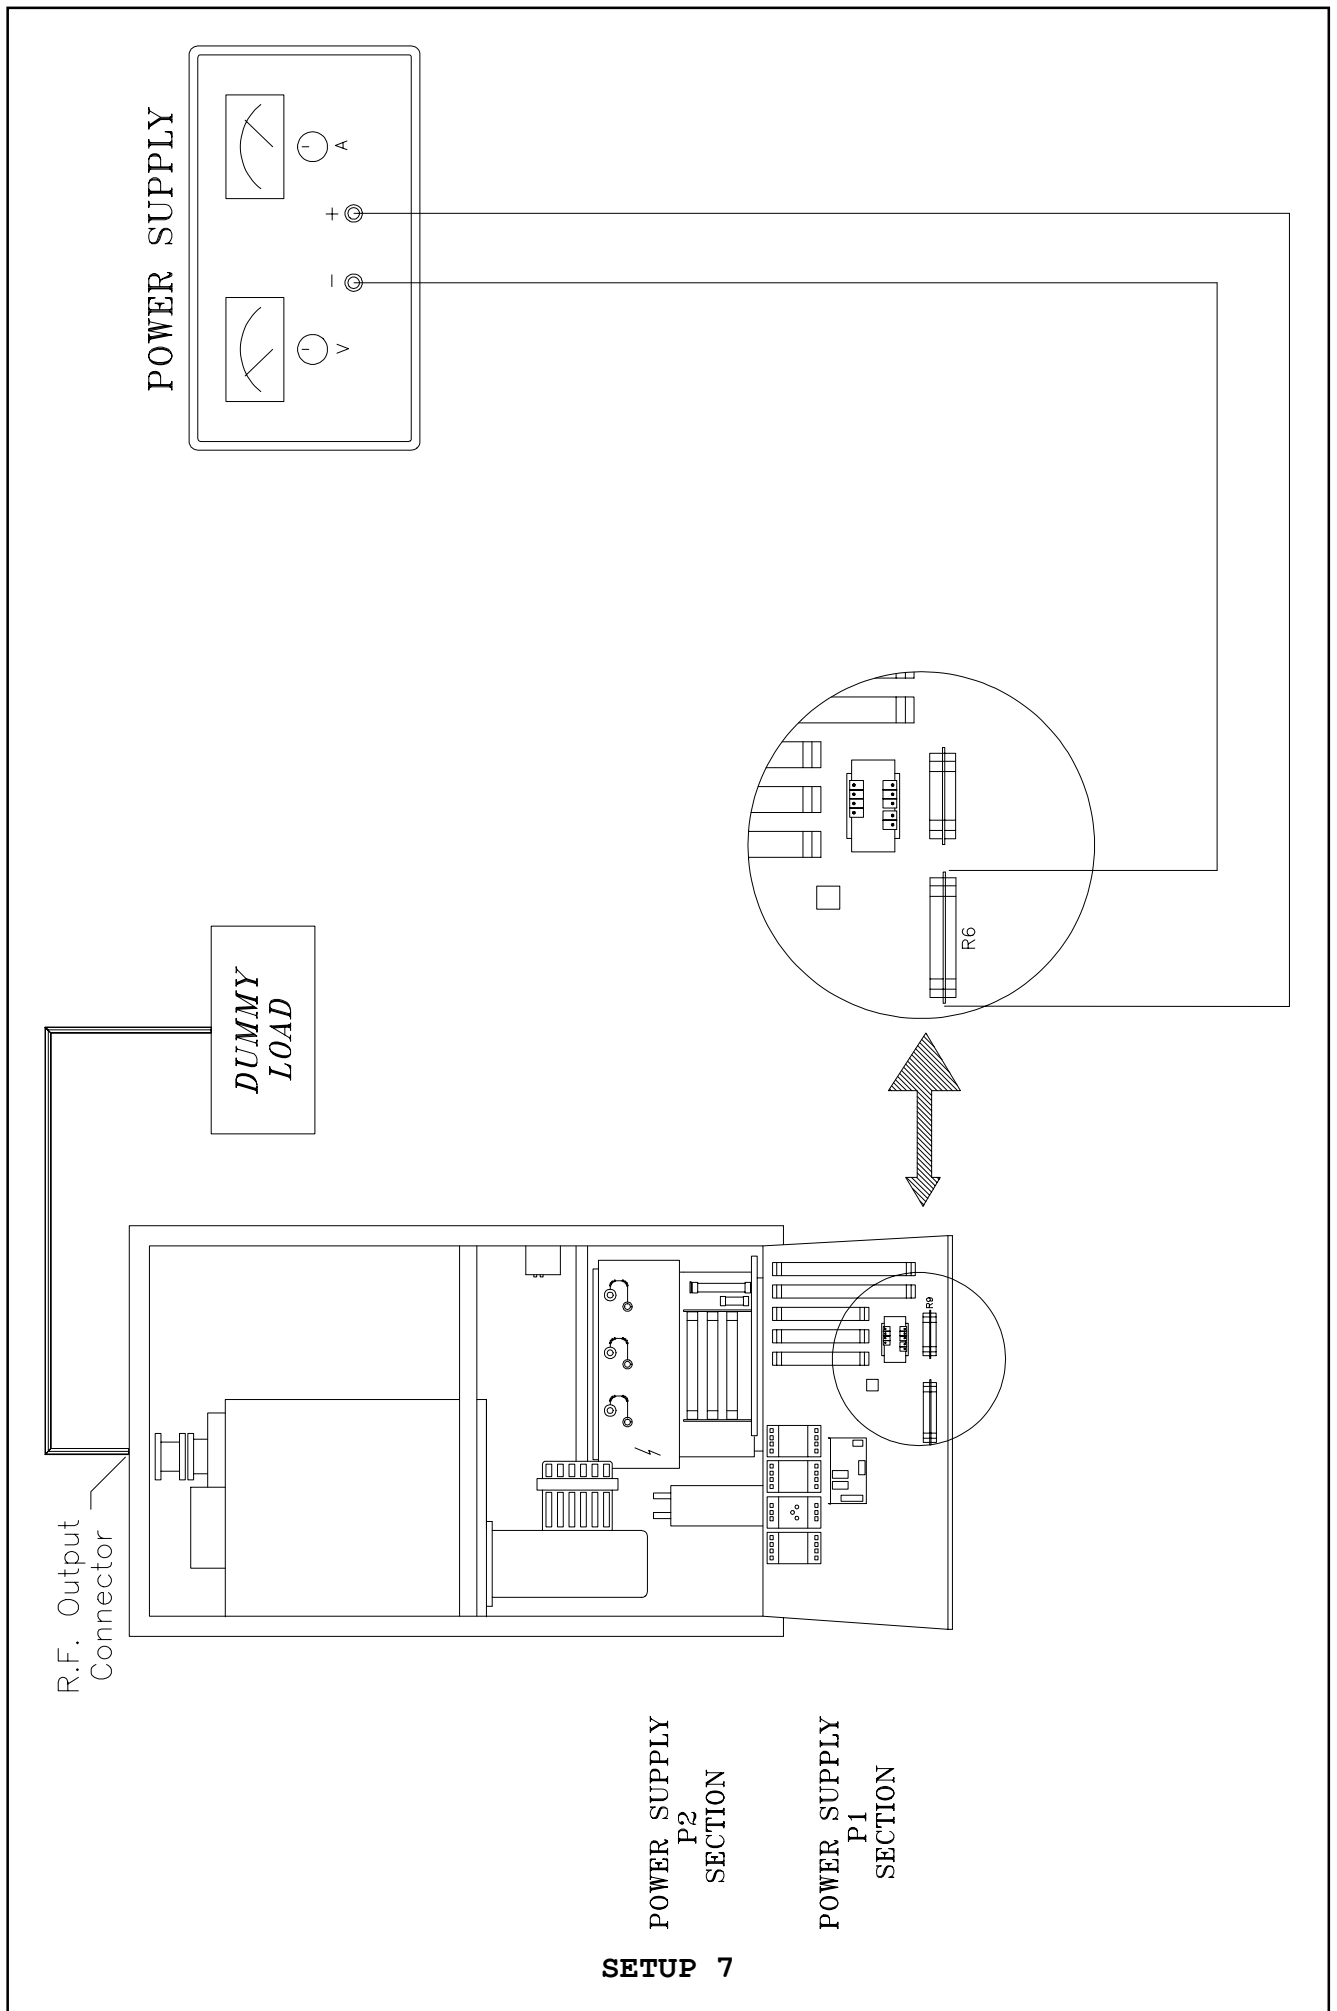 POWER SUPPLY
V
-
+
A
DUMMY
LOAD
R6
R9
R.F. Output
Connector
POWER SUPPLY
P2
SECTION
POWER SUPPLY
P1
SECTION
SETUP 7